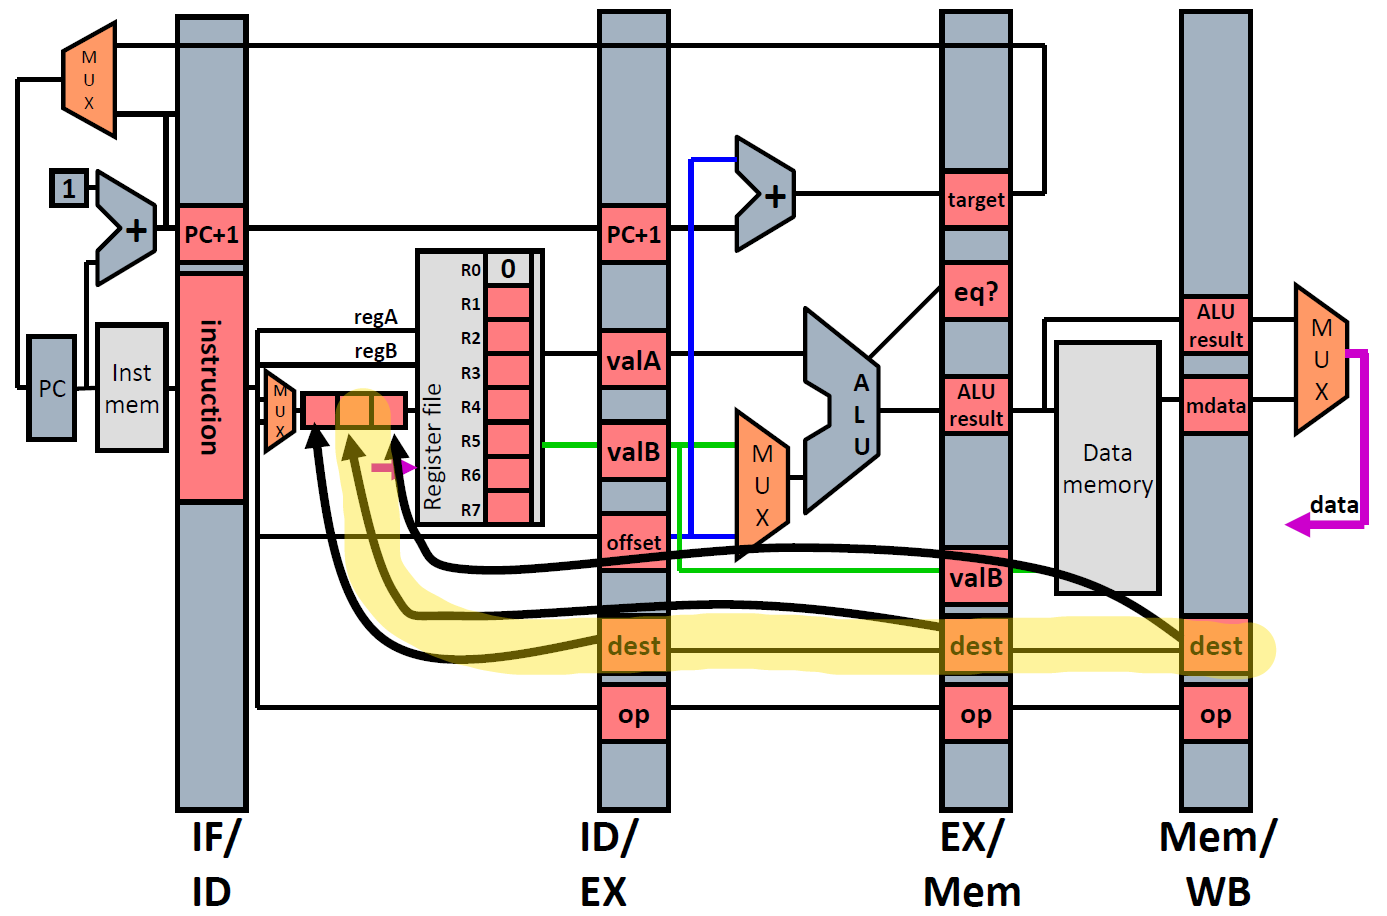 M
U
X
1
+
PC+1
PC
Inst
mem
instruction
regA
regB
M
U
X
Register file
R0 0
R1
R2
R3
R4
R5
R6
R7
PC+1
valA
valB
offset
dest
op
+
M
U
X
A
L
U
target
eq?
ALU
result
valB
dest
op
Data
memory
ALU
result
mdata
dest
op
M
U
X
data
IF/
ID
ID/
EX
EX/
Mem
Mem/
WB